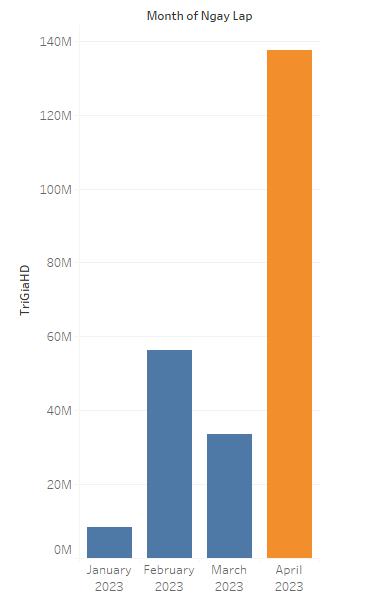 Month of Ngay Lap
140M
120M
100M
80M
60M
40M
20M
0M
TriGiaHD
January February March April
2023 2023 2023 2023